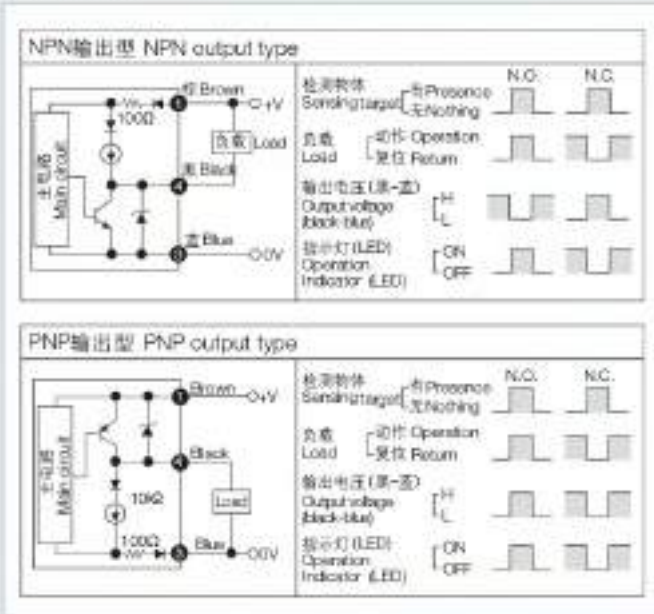 NPN输出型 NPN output type
棕 Brown
1
+V
100Ω
负载 Load
主电路 Main circuit
黑 Black
4
蓝 Blue
3
0V
N.O. N.C.
检测物体 有 Presence
Sensing target 无 Nothing
负载 动作 Operation
Load 复位 Return
输出电压(黑-蓝) H
Output voltage
(black-blue) L
指示灯(LED) ON
Operation OFF
Indicator (LED)
PNP输出型 PNP output type
Brown
1
+V
主电路 Main circuit
Black
4
Load
100Ω
Blue
3
0V
N.O. N.C.
检测物体 有 Presence
Sensing target 无 Nothing
负载 动作 Operation
Load 复位 Return
输出电压(黑-蓝) H
Output voltage
(black-blue) L
指示灯(LED) ON
Operation OFF
Indicator (LED)